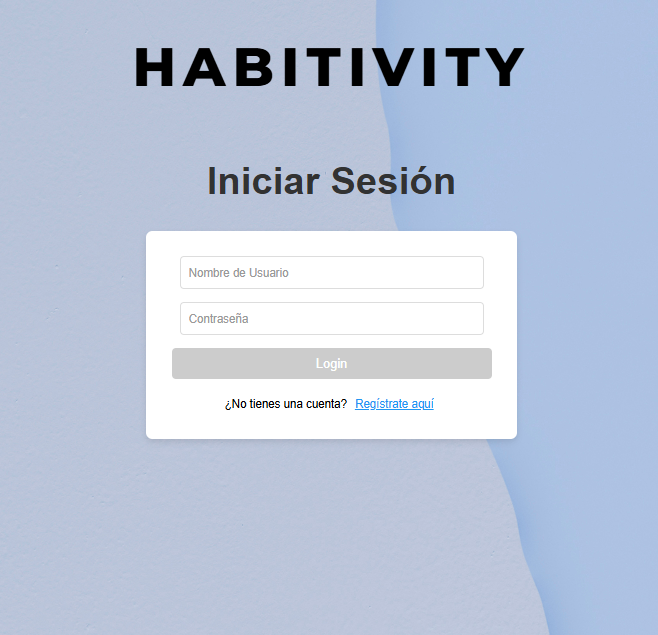 HABITIVITY
Iniciar Sesión
Nombre de Usuario
Contraseña
Login
¿No tienes una cuenta? Regístrate aquí